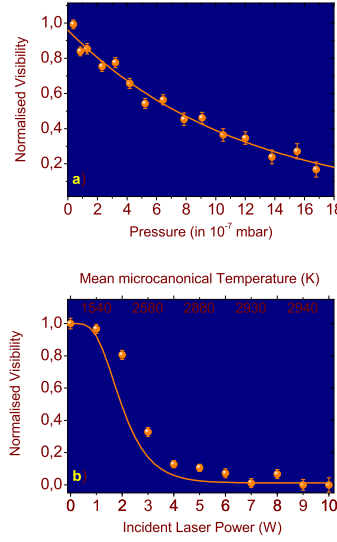 Normalised Visibility
1,0
0,8
0,6
0,4
0,2
a)
0 2 4 6 8 10 12 14 16 18
Pressure (in 10⁻⁷ mbar)
Mean microcanonical Temperature (K)
1540 2580 2880 2930 2940
Normalised Visibility
1,0
0,8
0,6
0,4
0,2
0,0
b)
0 1 2 3 4 5 6 7 8 9 10
Incident Laser Power (W)